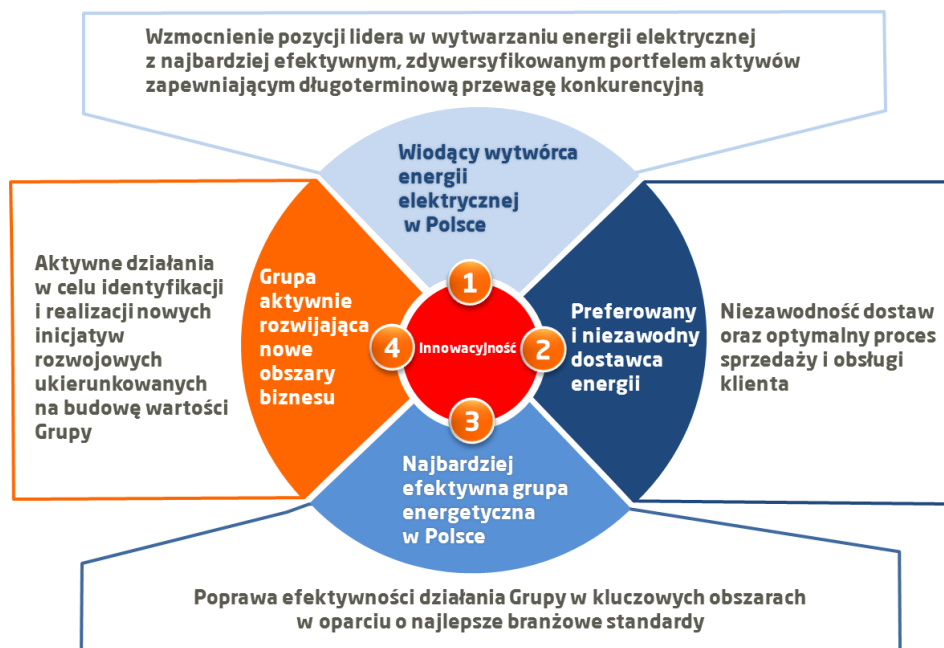 Wzmocnienie pozycji lidera w wytwarzaniu energii elektrycznej
z najbardziej efektywnym, zdywersyfikowanym portfelem aktywów
zapewniającym długoterminową przewagę konkurencyjną
Wiodący wytwórca
energii
elektrycznej
w Polsce
1
Aktywne działania
w celu identyfikacji
i realizacji nowych
inicjatyw
rozwojowych
ukierunkowanych
na budowę wartości
Grupy
Grupa
aktywnie
rozwijająca
nowe
obszary
biznesu
4
Innowacyjność
2
Preferowany
i niezawodny
dostawca
energii
Niezawodność dostaw
oraz optymalny proces
sprzedaży i obsługi
klienta
3
Najbardziej
efektywna grupa
energetyczna
w Polsce
Poprawa efektywności działania Grupy w kluczowych obszarach
w oparciu o najlepsze branżowe standardy